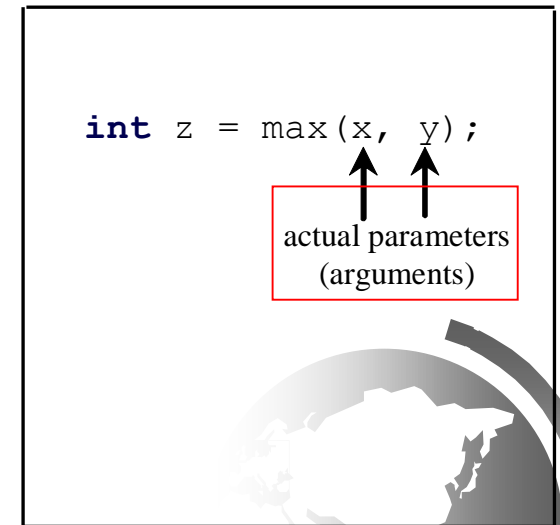 int z = max(x, y);
actual parameters
(arguments)